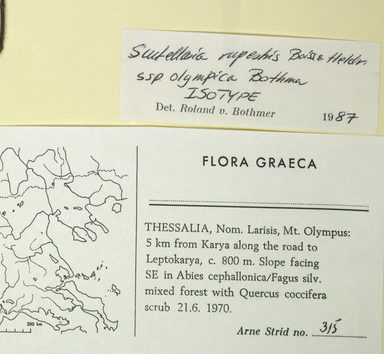 Scutellaria rupestris Boiss & Heldr.
ssp olympica Bothmer
ISOTYPE
Det. Roland v. Bothmer 1987
FLORA GRAECA
THESSALIA, Nom. Larisis, Mt. Olympus:
5 km from Karya along the road to
Leptokarya, c. 800 m. Slope facing
SE in Abies cephallonica/Fagus silv.
mixed forest with Quercus coccifera
scrub 21.6. 1970.
Arne Strid no. 315
200 km